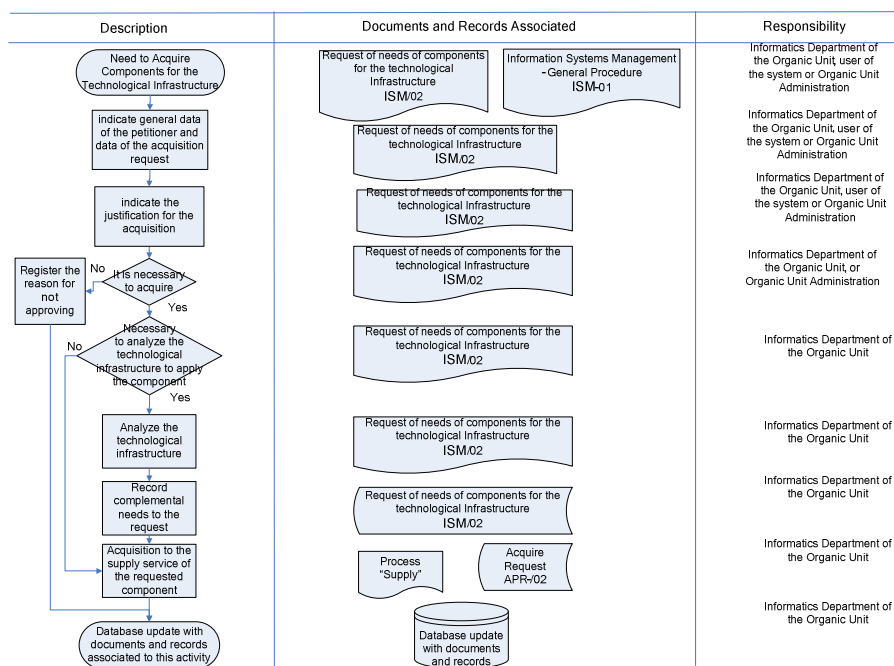 Description
Documents and Records Associated
Responsibility
Need to Acquire
Components for the
Technological Infrastructure
Request of needs of components
for the technological
Infrastructure
ISM/02
Information Systems Management
-General Procedure
ISM-01
Informatics Department of
the Organic Unit, user of
the system or Organic Unit
Administration
indicate general data
of the petitioner and
data of the acquisition
request
Request of needs of components for the
technological Infrastructure
ISM/02
Informatics Department of
the Organic Unit, user of
the system or Organic Unit
Administration
indicate the
justification for the
acquisition
Request of needs of components for the
technological Infrastructure
ISM/02
Informatics Department of
the Organic Unit, user of
the system or Organic Unit
Administration
Register the
reason for
not
approving
No
It is necessary
to acquire
Yes
Request of needs of components for the
technological Infrastructure
ISM/02
Informatics Department of
the Organic Unit, or
Organic Unit Administration
No
Necessary
to analyze the
technological
infrastructure to apply
the component
Yes
Request of needs of components for the
technological Infrastructure
ISM/02
Informatics Department of
the Organic Unit
Analyze the
technological
infrastructure
Request of needs of components for the
technological Infrastructure
ISM/02
Informatics Department of
the Organic Unit
Record
complemental
needs to the
request
Request of needs of components for the
technological Infrastructure
ISM/02
Informatics Department of
the Organic Unit
Acquisition to the
supply service of
the requested
component
Process
"Supply"
Acquire
Request
APR-/02
Informatics Department of
the Organic Unit
Database update with
documents and records
associated to this activity
Database update
with documents
and records
Informatics Department of
the Organic Unit